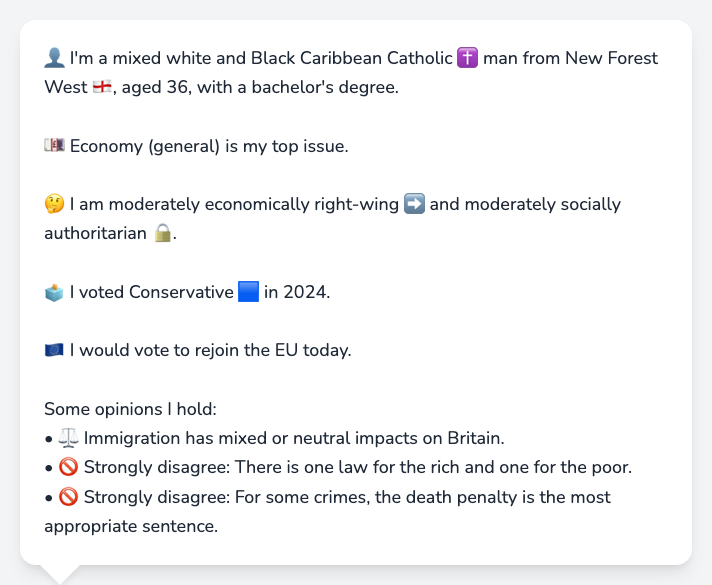 👤 I'm a mixed white and Black Caribbean Catholic ✝️ man from New Forest
West 🏴󠁧󠁢󠁥󠁮󠁧󠁿, aged 36, with a bachelor's degree.
💷 Economy (general) is my top issue.
🤔 I am moderately economically right-wing ➡️ and moderately socially
authoritarian 🔒.
🗳️ I voted Conservative 🟦 in 2024.
🇪🇺 I would vote to rejoin the EU today.
Some opinions I hold:
• ⚖️ Immigration has mixed or neutral impacts on Britain.
• 🚫 Strongly disagree: There is one law for the rich and one for the poor.
• 🚫 Strongly disagree: For some crimes, the death penalty is the most
appropriate sentence.